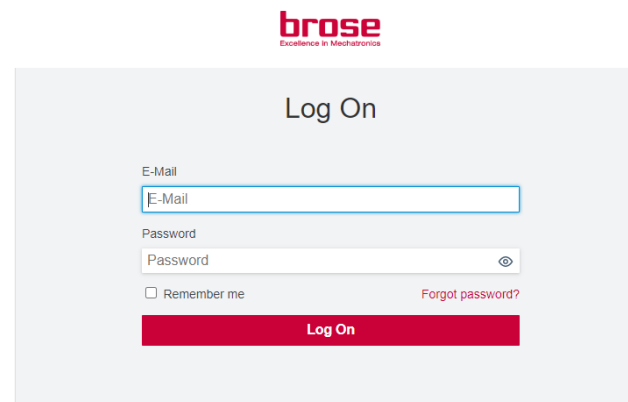 brose
Excellence in Mechatronics
Log On
E-Mail
E-Mail
Password
Password
Remember me Forgot password?
Log On